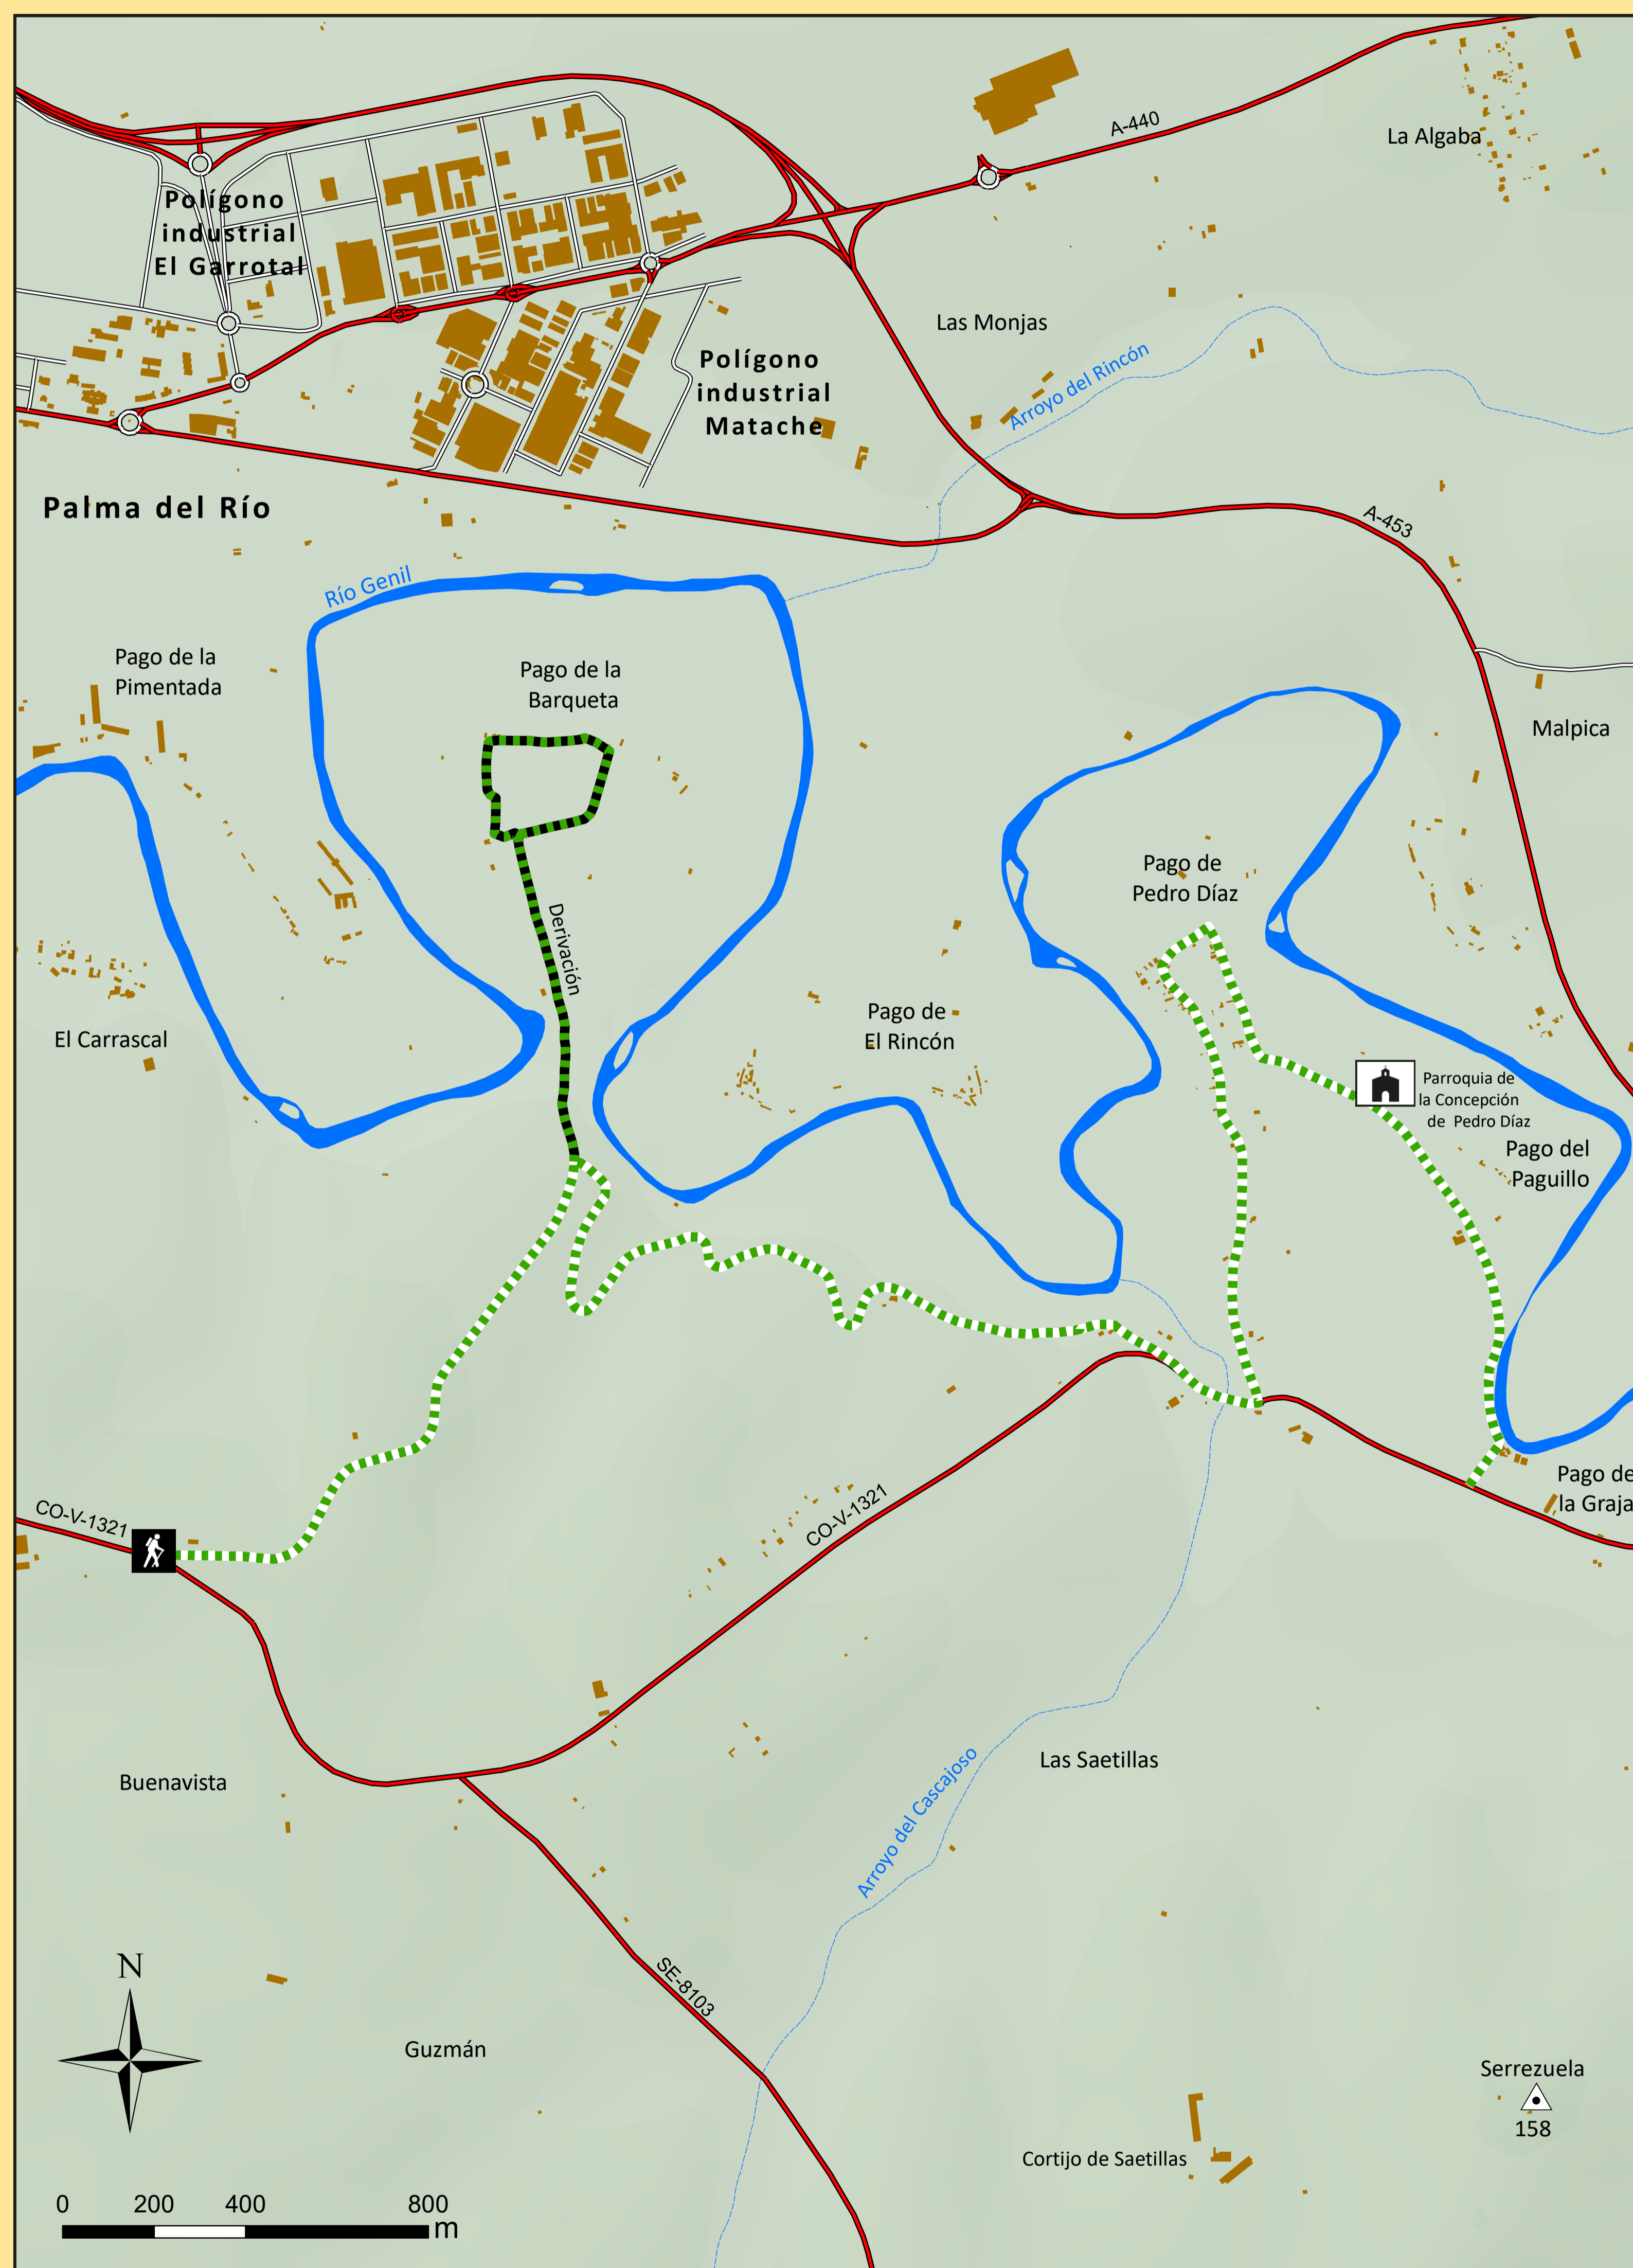 A-440
La Algaba
Polígono
industrial
El Garrotal
Las Monjas
Arroyo del Rincón
Polígono
industrial
Matache
Palma del Río
A-453
Río Genil
Pago de la
Pimentada
Pago de la
Barqueta
Malpica
Pago de
Pedro Díaz
Derivación
Pago de
El Rincón
El Carrascal
Parroquia de
la Concepción
de Pedro Díaz
Pago del
Paguillo
Pago de
la Graja
CO-V-1321
CO-V-1321
Las Saetillas
Buenavista
Arroyo del Cascajoso
N
SE-8103
Guzmán
Serrezuela
158
Cortijo de Saetillas
0 200 400 800
m